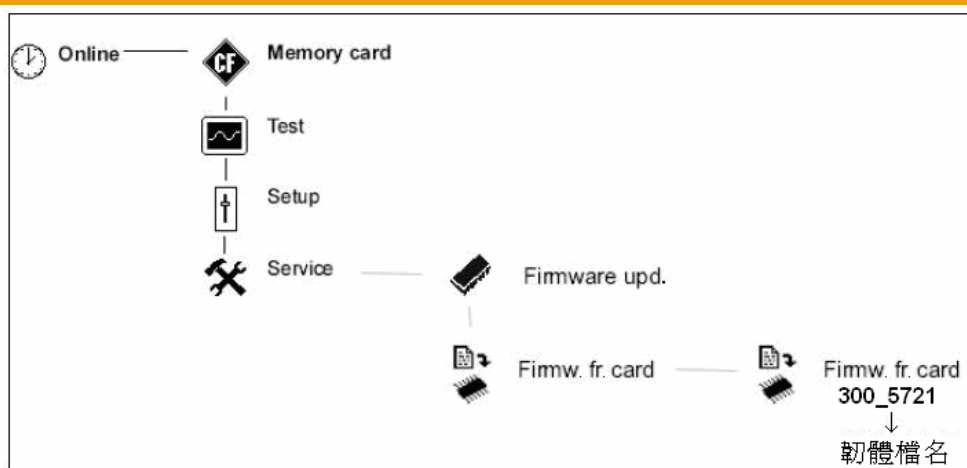 Online
CF
Memory card
Test
Setup
Service
Firmware upd.
Firmw. fr. card
Firmw. fr. card
300_5721
韌體檔名